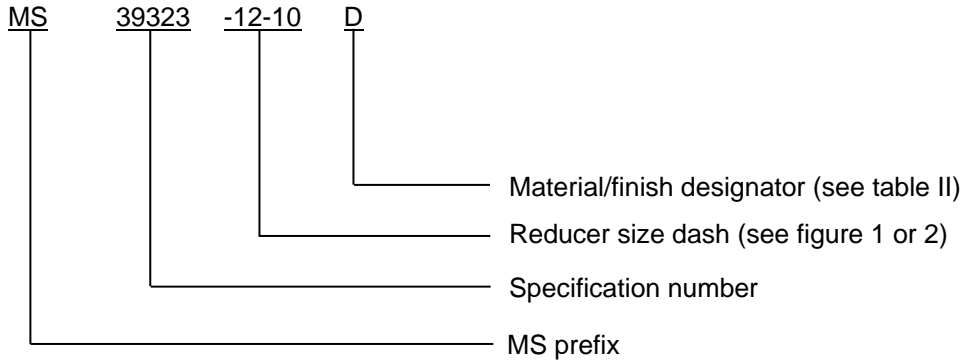 MS 39323 -12-10 D
Material/finish designator (see table II)
Reducer size dash (see figure 1 or 2)
Specification number
MS prefix